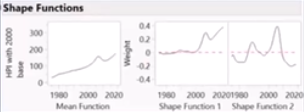 Shape Functions
HPI with 2000
base
300
200
100
0
1980 2000 2020
Mean Function
Weight
0.4
0.2
0
-0.2
-0.4
1980 2000 2020
Shape Function 1
1980 2000 2020
Shape Function 2